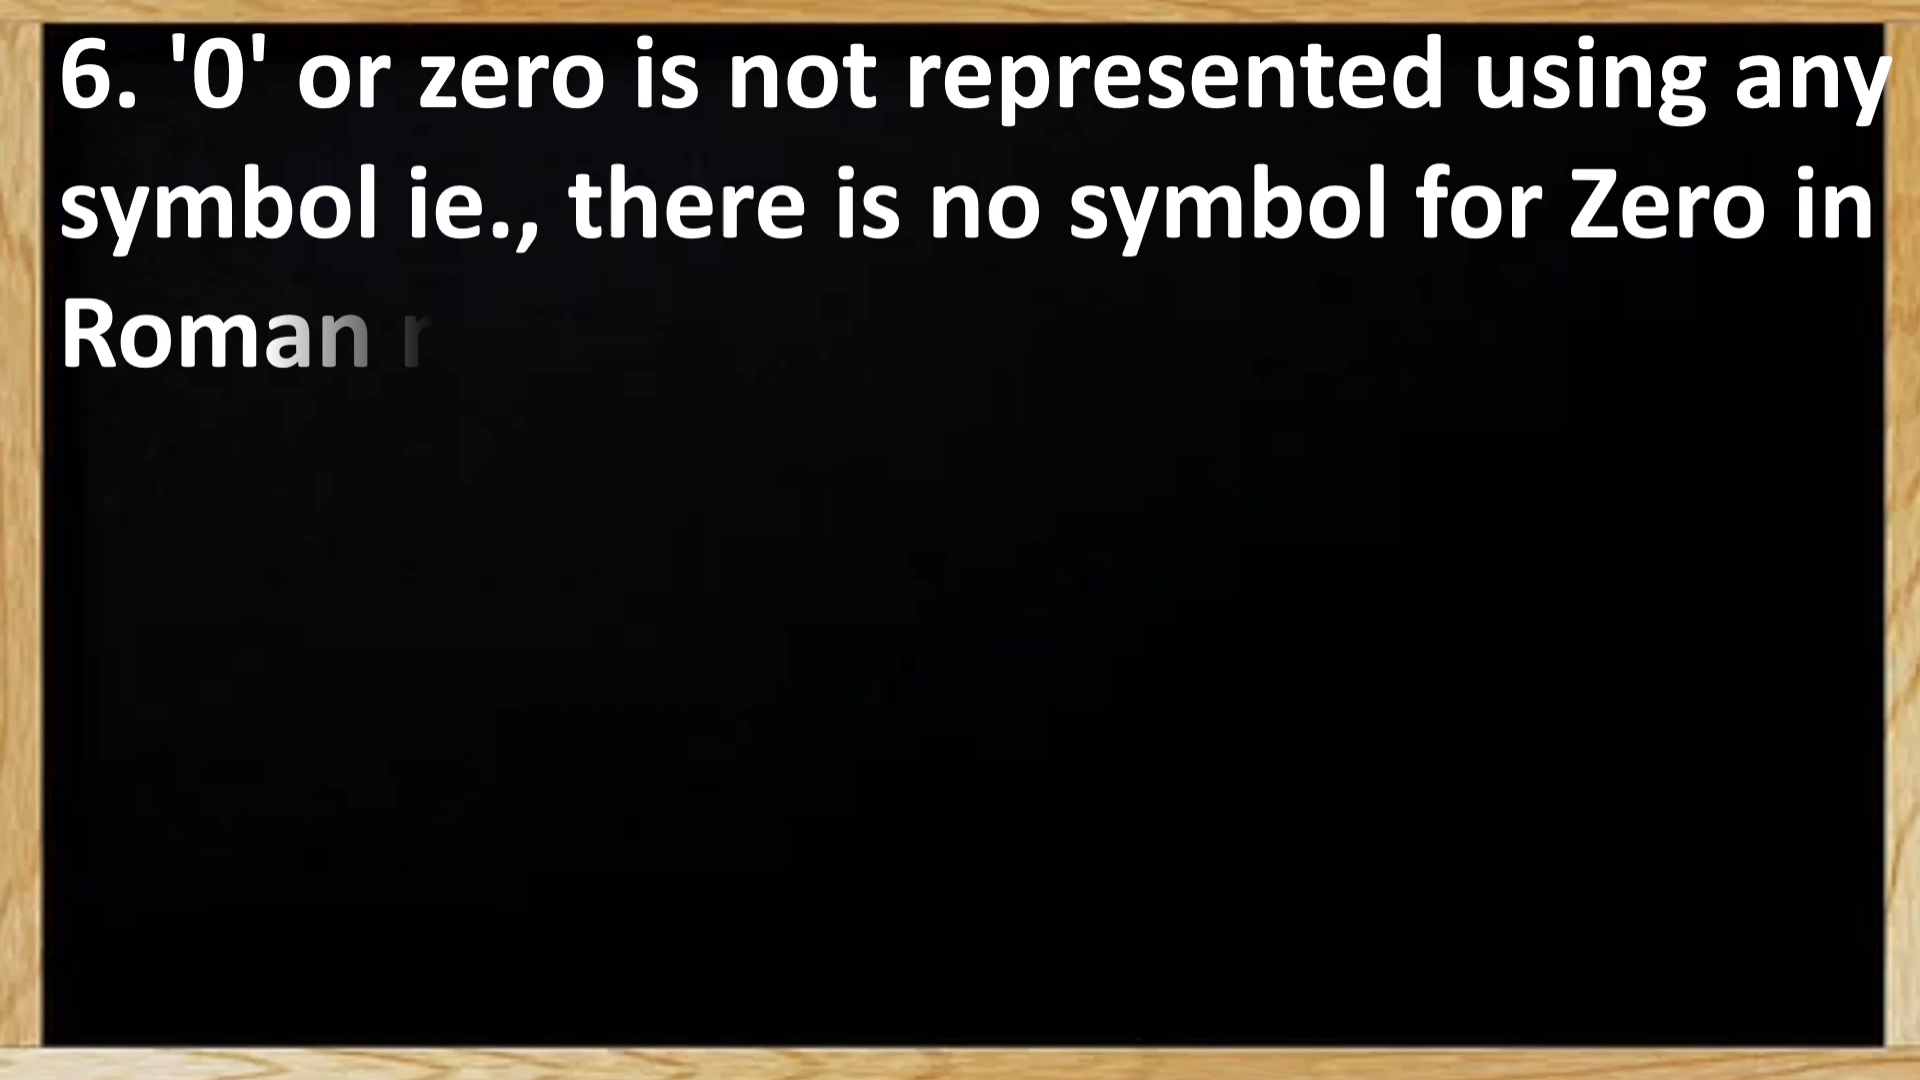 6. '0' or zero is not represented using any
symbol ie., there is no symbol for Zero in
Roman